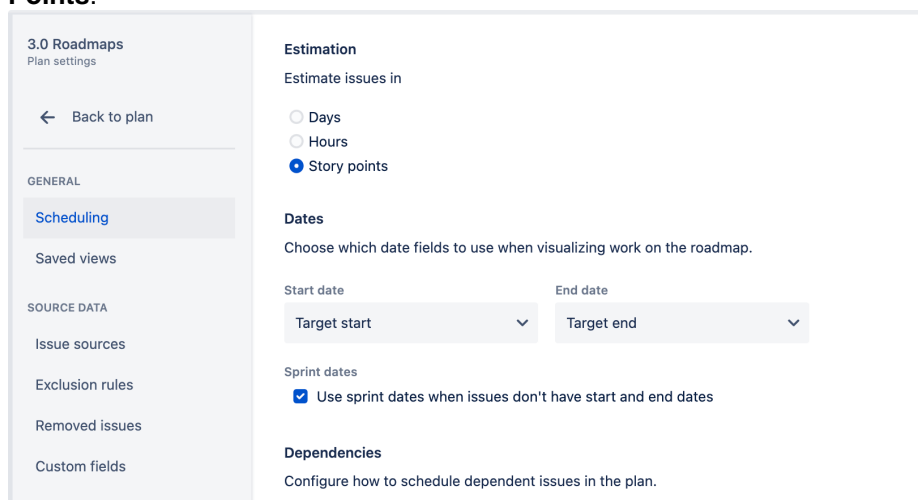 Points.
3.0 Roadmaps
Plan settings
Back to plan
GENERAL
Scheduling
Saved views
SOURCE DATA
Issue sources
Exclusion rules
Removed issues
Custom fields
Estimation
Estimate issues in
Days
Hours
Story points
Dates
Choose which date fields to use when visualizing work on the roadmap.
Start date
End date
Target start
Target end
Sprint dates
Use sprint dates when issues don't have start and end dates
Dependencies
Configure how to schedule dependent issues in the plan.